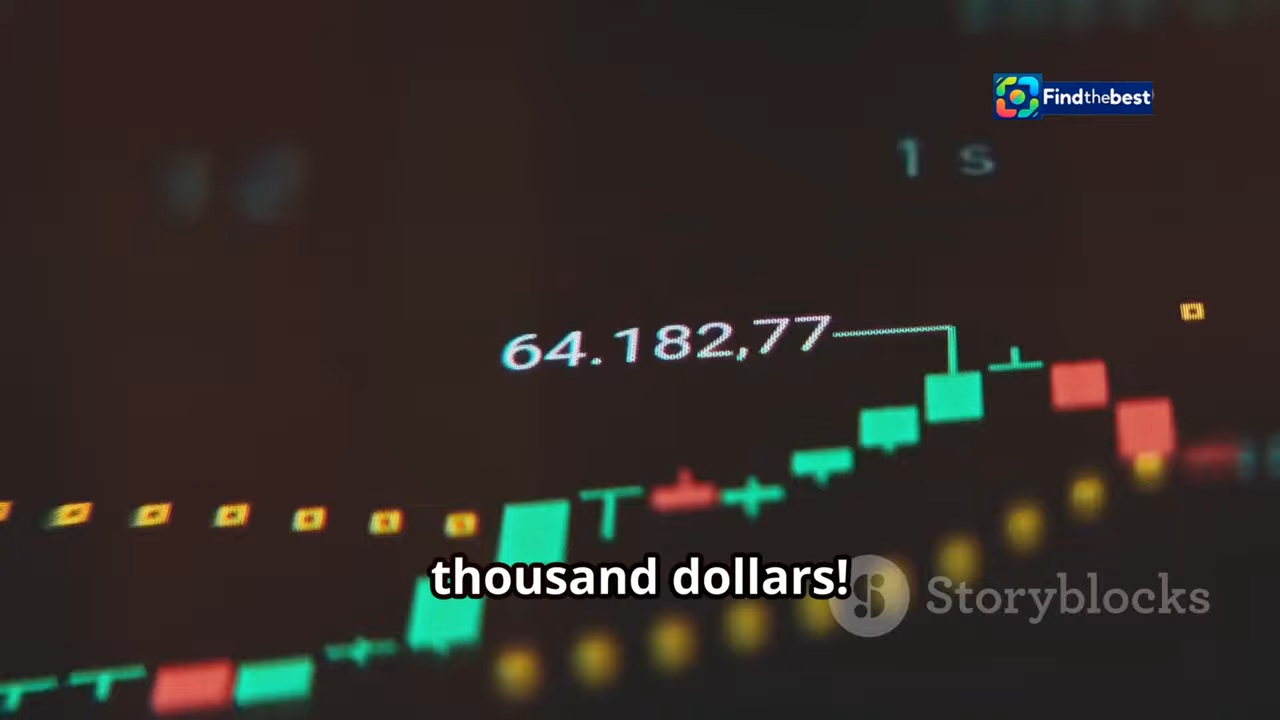 Findthebest
1 s
64.182,77
thousand dollars!
Storyblocks